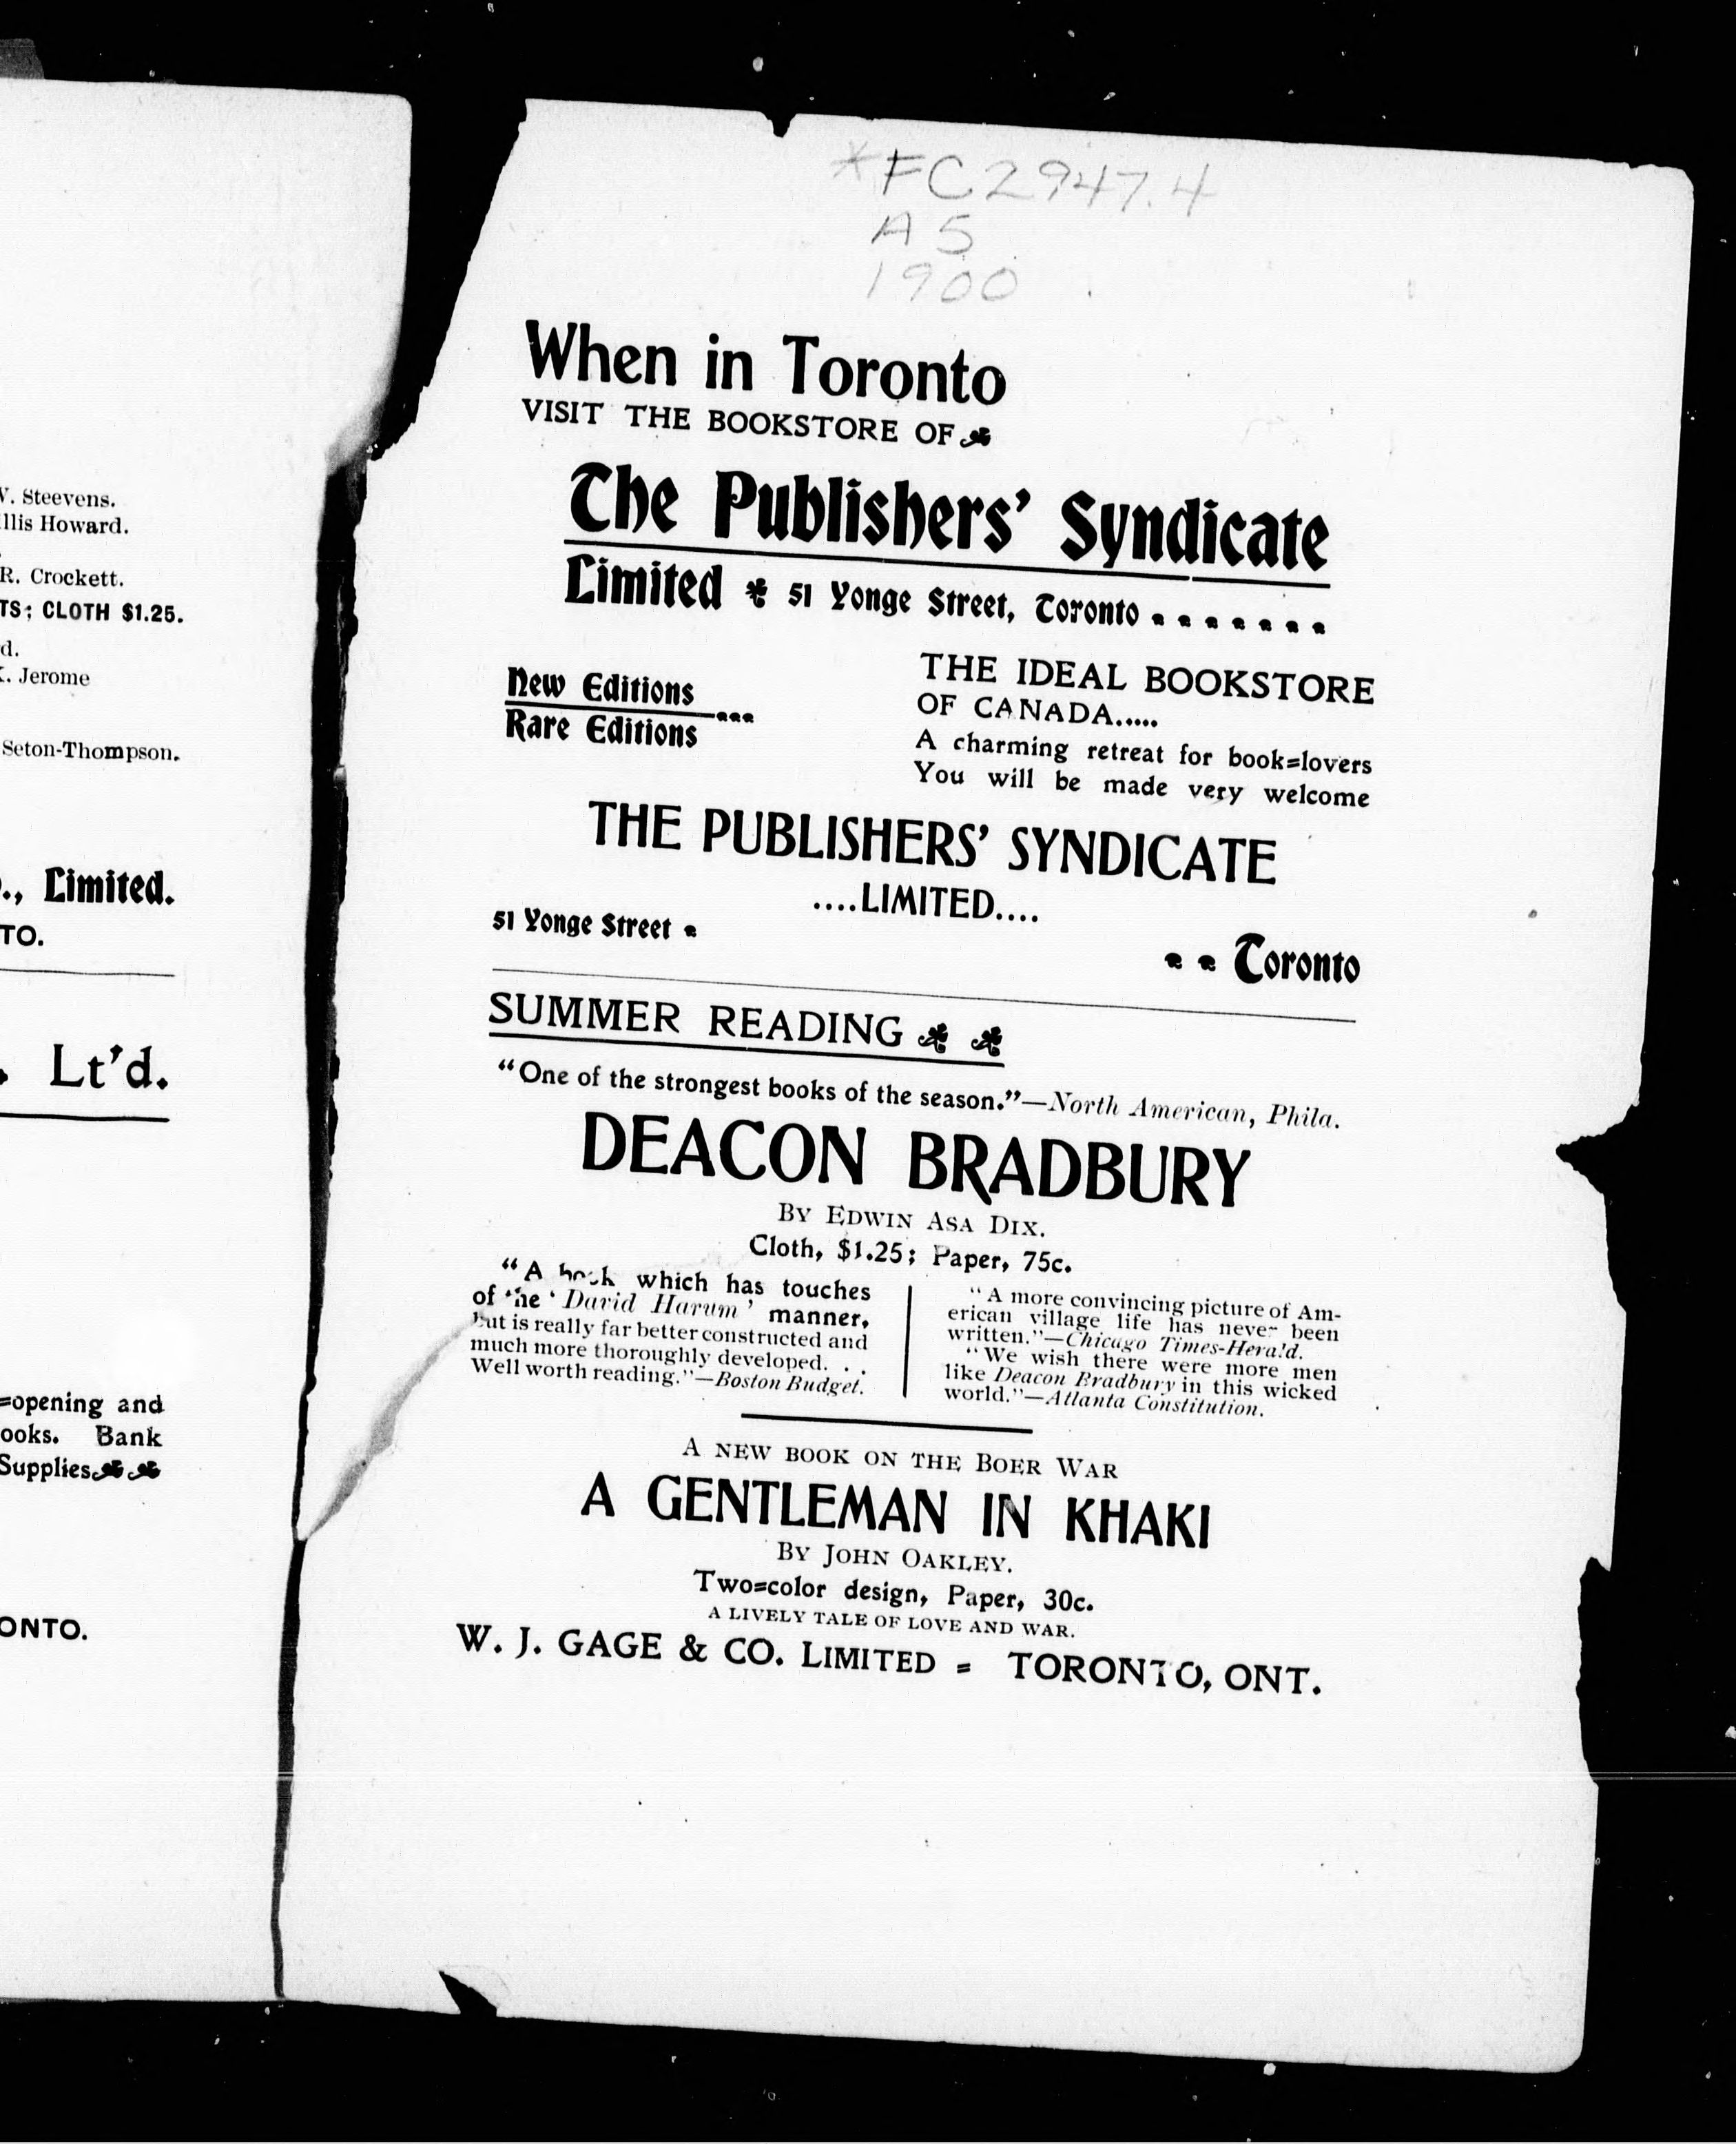 V. Steevens.
llis Howard.
R. Crockett.
TS; CLOTH $1.25.
d.
K. Jerome
Seton-Thompson.
., Limited.
TO.
. Lt'd.
=opening and
ooks. Bank
Supplies
ONTO.
*FC2947.4
A5
1900
When in Toronto
VISIT THE BOOKSTORE OF
The Publishers' Syndicate
Limited 51 Yonge Street, Toronto
New Editions ...
Rare Editions
THE IDEAL BOOKSTORE
OF CANADA.....
A charming retreat for book=lovers
You will be made very welcome
THE PUBLISHERS' SYNDICATE
....LIMITED....
51 Yonge Street
Toronto
SUMMER READING
"One of the strongest books of the season."—North American, Phila.
DEACON BRADBURY
BY EDWIN ASA DIX.
Cloth, $1.25; Paper, 75c.
"A book which has touches
of the 'David Harum' manner,
but is really far better constructed and
much more thoroughly developed. . .
Well worth reading."—Boston Budget.
"A more convincing picture of Am-
erican village life has never been
written."—Chicago Times-Herald.
"We wish there were more men
like Deacon Bradbury in this wicked
world."—Atlanta Constitution.
A NEW BOOK ON THE BOER WAR
A GENTLEMAN IN KHAKI
BY JOHN OAKLEY.
Two=color design, Paper, 30c.
A LIVELY TALE OF LOVE AND WAR.
W. J. GAGE & CO. LIMITED = TORONTO, ONT.